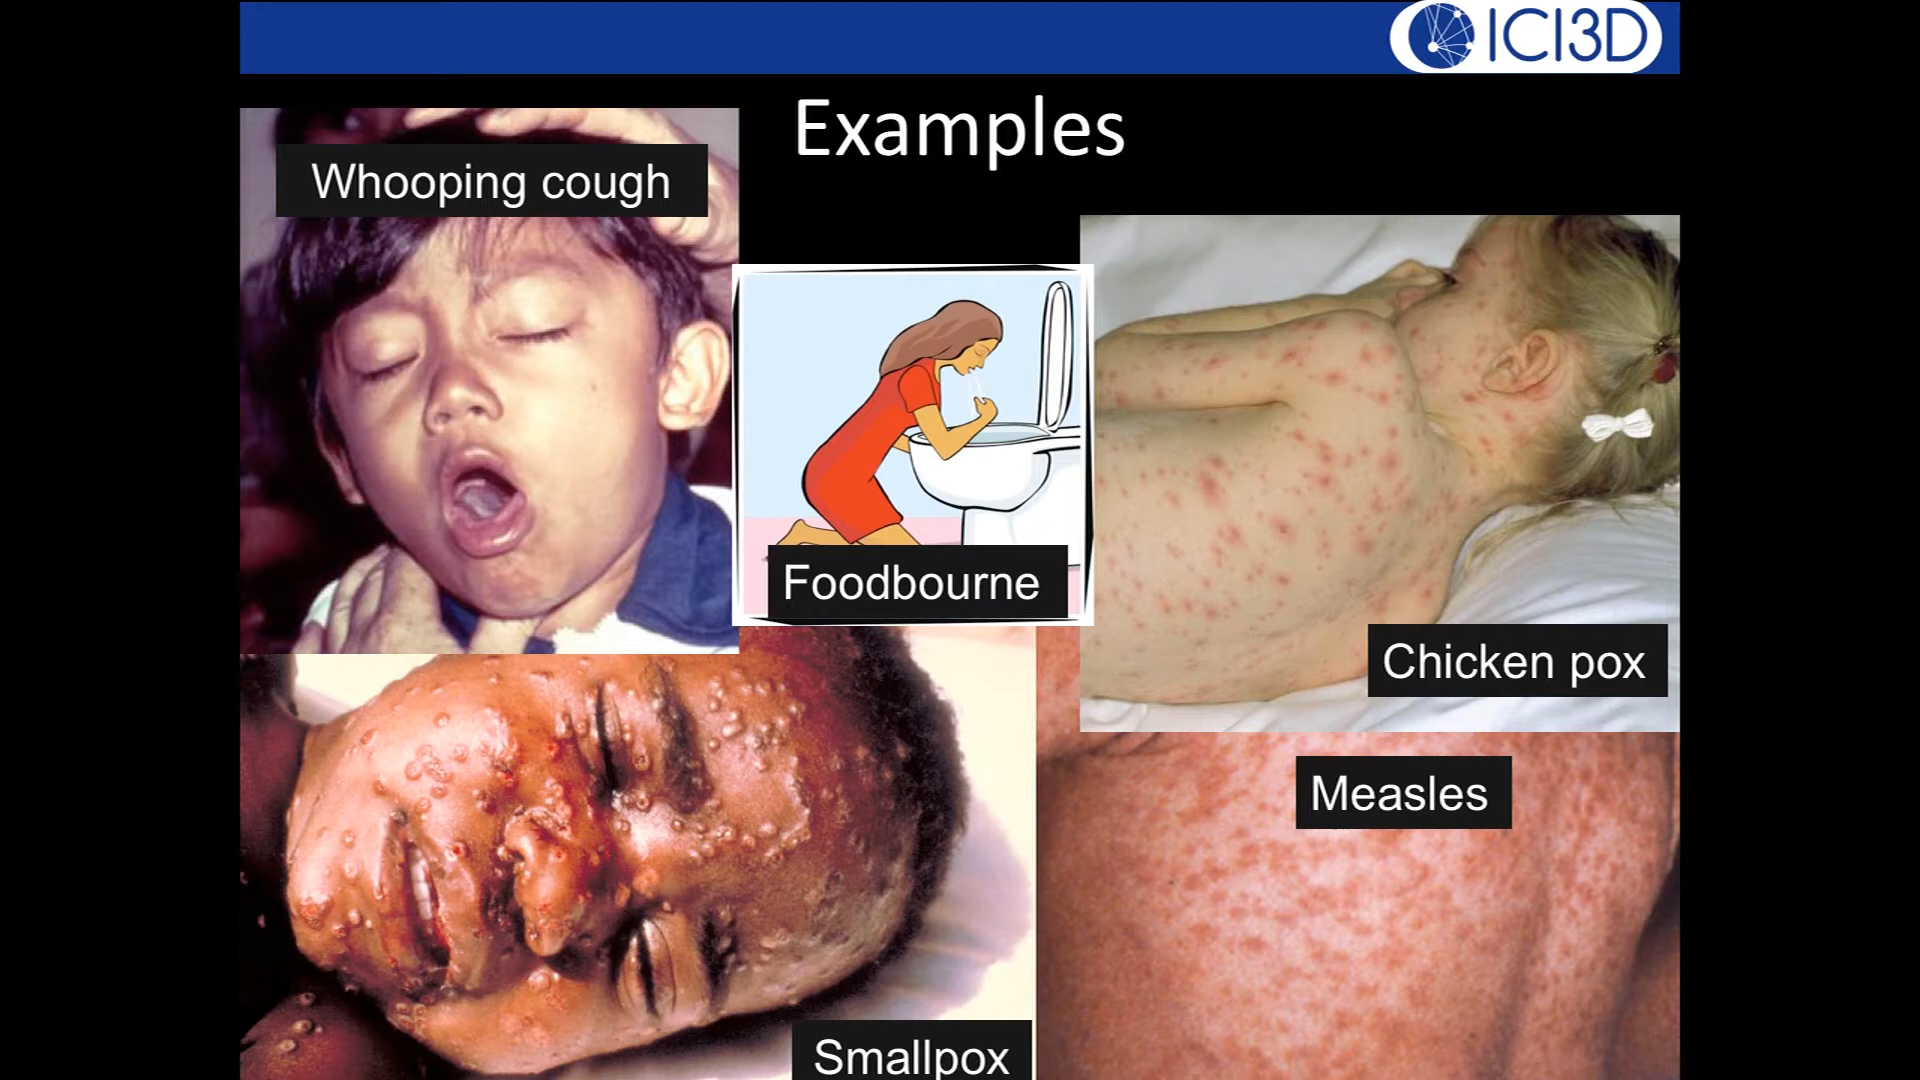 ICI3D
Examples
Whooping cough
Foodbourne
Chicken pox
Measles
Smallpox